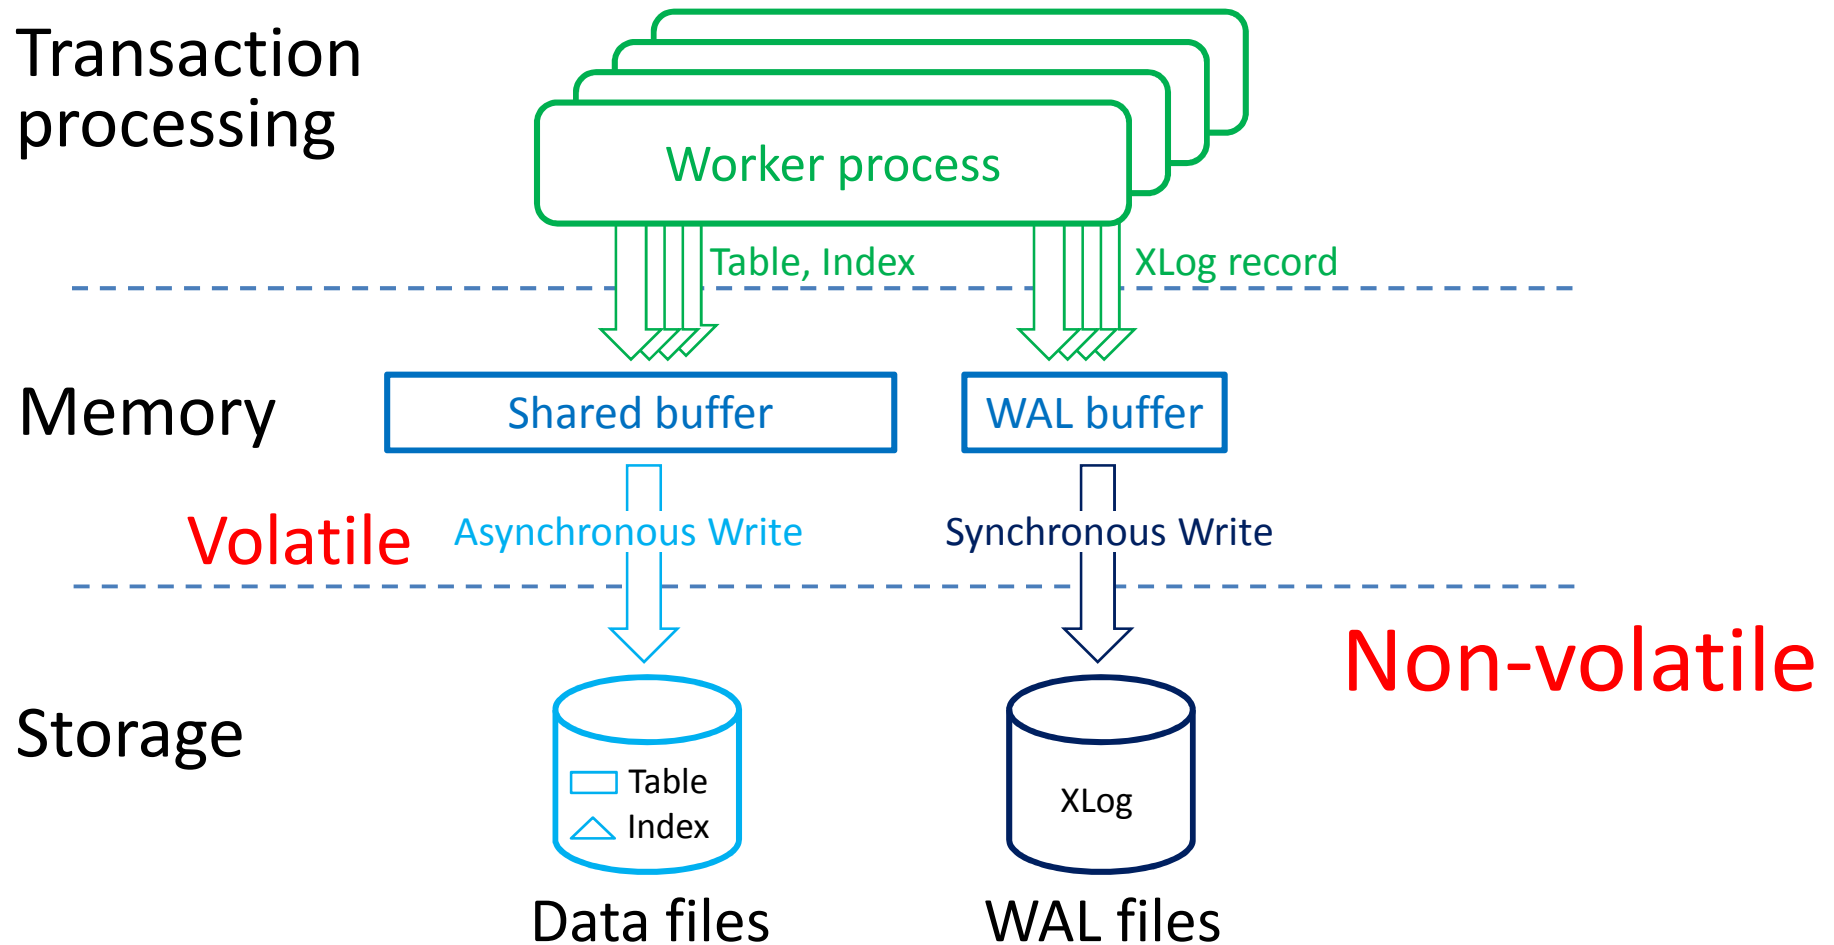 Transaction
processing
Worker process
Table, Index
XLog record
Memory
Shared buffer
WAL buffer
Volatile
Asynchronous Write
Synchronous Write
Non-volatile
Storage
Table
Index
XLog
Data files
WAL files